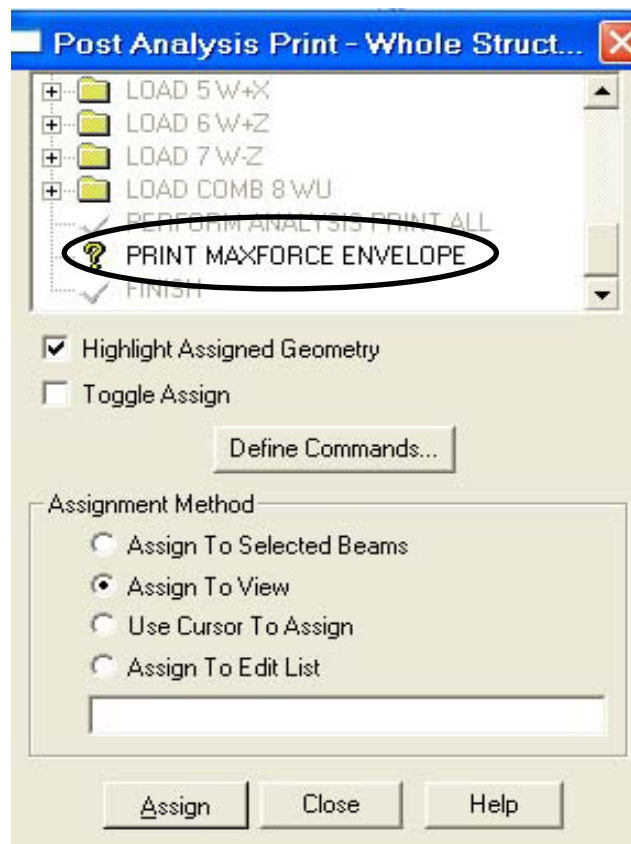 Post Analysis Print - Whole Struct...
LOAD 5 W+X
LOAD 6 W+Z
LOAD 7 W-Z
LOAD COMB 8 WU
PERFORM ANALYSIS PRINT ALL
PRINT MAXFORCE ENVELOPE
FINISH
Highlight Assigned Geometry
Toggle Assign
Define Commands...
Assignment Method
Assign To Selected Beams
Assign To View
Use Cursor To Assign
Assign To Edit List
Assign Close Help